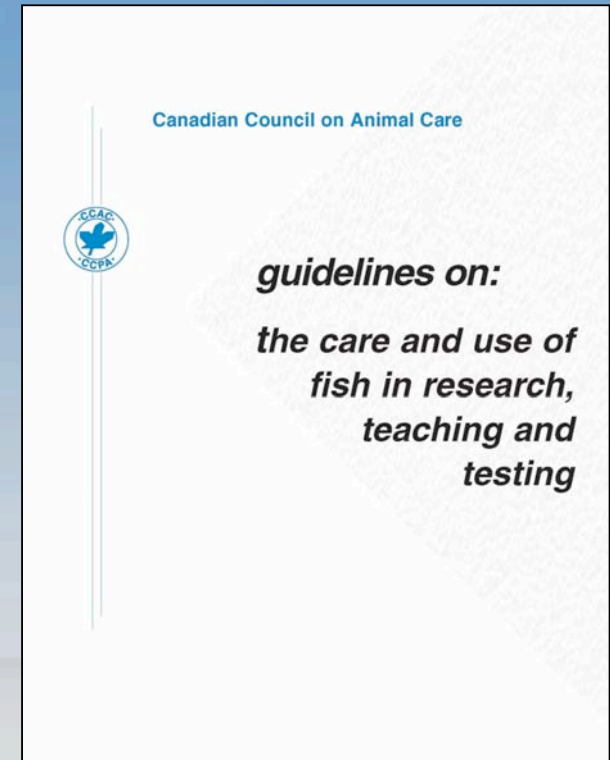 Canadian Council on Animal Care
·CCAC·
·CCPA·
guidelines on:
the care and use of
fish in research,
teaching and
testing